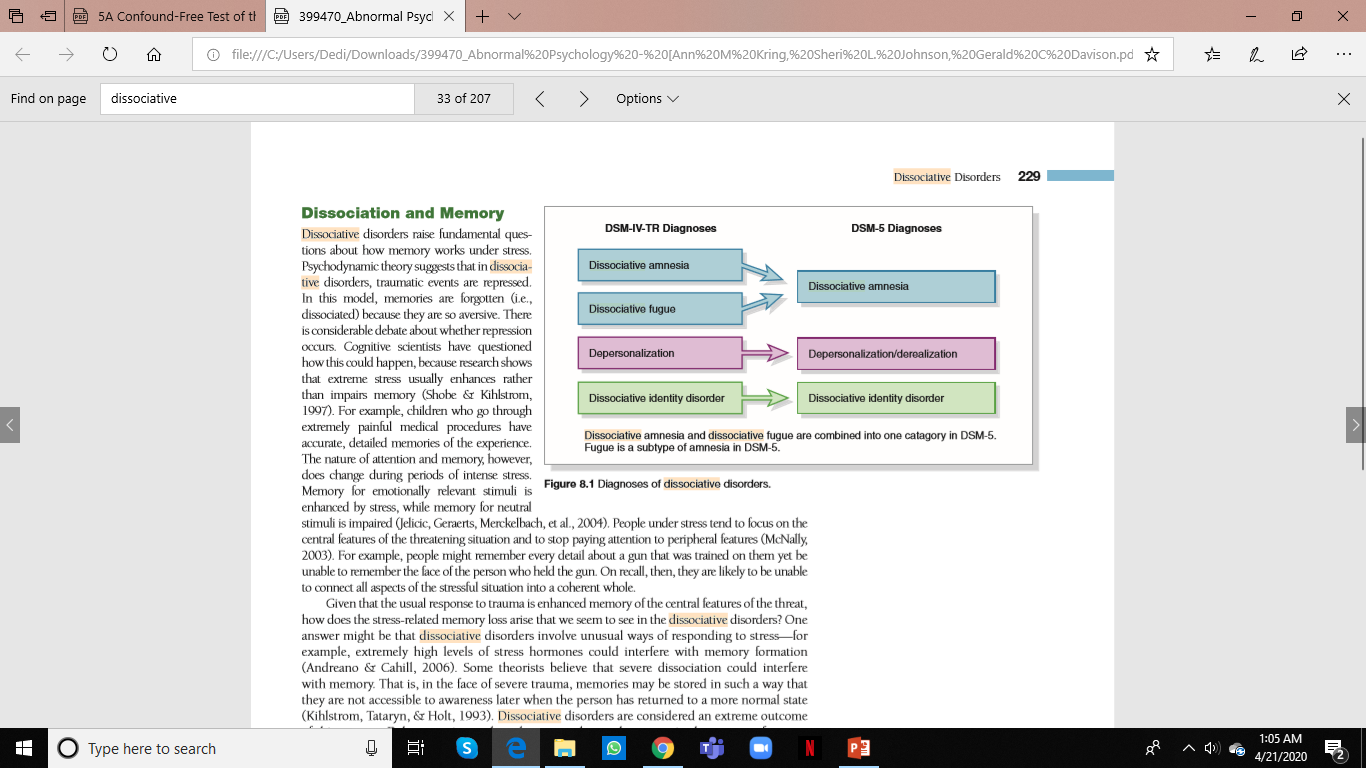 5A Confound-Free Test of th
399470_Abnormal Psycl
file:///C:/Users/Dedi/Downloads/399470_Abnormal%20Psychology%20-%20[Ann%20M%20Kring,%20Sheri%20L.%20Johnson,%20Gerald%20C%20Davison.pd
Find on page
dissociative
33 of 207
Options
Dissociative Disorders 229
Dissociation and Memory
Dissociative disorders raise fundamental ques-
tions about how memory works under stress.
Psychodynamic theory suggests that in dissocia-
tive disorders, traumatic events are repressed.
In this model, memories are forgotten (i.e.,
dissociated) because they are so aversive. There
is considerable debate about whether repression
occurs. Cognitive scientists have questioned
how this could happen, because research shows
that extreme stress usually enhances rather
than impairs memory (Shobe & Kihlstrom,
1997). For example, children who go through
extremely painful medical procedures have
accurate, detailed memories of the experience.
The nature of attention and memory, however,
does change during periods of intense stress.
Memory for emotionally relevant stimuli is
enhanced by stress, while memory for neutral
stimuli is impaired (Jelicic, Geraerts, Merckelbach, et al., 2004). People under stress tend to focus on the
central features of the threatening situation and to stop paying attention to peripheral features (McNally,
2003). For example, people might remember every detail about a gun that was trained on them yet be
unable to remember the face of the person who held the gun. On recall, then, they are likely to be unable
to connect all aspects of the stressful situation into a coherent whole.
Given that the usual response to trauma is enhanced memory of the central features of the threat,
how does the stress-related memory loss arise that we seem to see in the dissociative disorders? One
answer might be that dissociative disorders involve unusual ways of responding to stress—for
example, extremely high levels of stress hormones could interfere with memory formation
(Andreano & Cahill, 2006). Some theorists believe that severe dissociation could interfere
with memory. That is, in the face of severe trauma, memories may be stored in such a way that
they are not accessible to awareness later when the person has returned to a more normal state
(Kihlstrom, Tataryn, & Holt, 1993). Dissociative disorders are considered an extreme outcome
DSM-IV-TR Diagnoses
DSM-5 Diagnoses
Dissociative amnesia
Dissociative amnesia
Dissociative fugue
Depersonalization
Depersonalization/derealization
Dissociative identity disorder
Dissociative identity disorder
Dissociative amnesia and dissociative fugue are combined into one catagory in DSM-5.
Fugue is a subtype of amnesia in DSM-5.
Figure 8.1 Diagnoses of dissociative disorders.
Type here to search
1:05 AM
4/21/2020
2